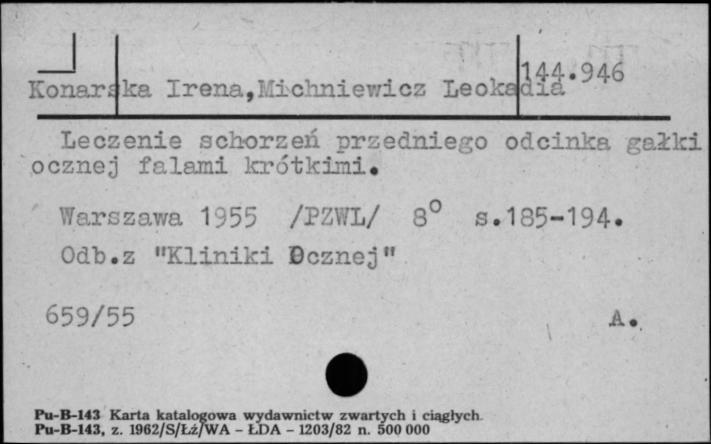 144.946
Konarska Irena,Michniewicz Leokadia
Leczenie schorzeń przedniego odcinka gałki
ocznej falami krótkimi.
Warszawa 1955 /PZWL/ 8° s.185-194.
Odb.z "Kliniki Ocznej"
659/55 A.
Pu-B-143 Karta katalogowa wydawnictw zwartych i ciągłych.
Pu-B-143, z. 1962/S/Łź/WA - ŁDA - 1203/82 n. 500 000